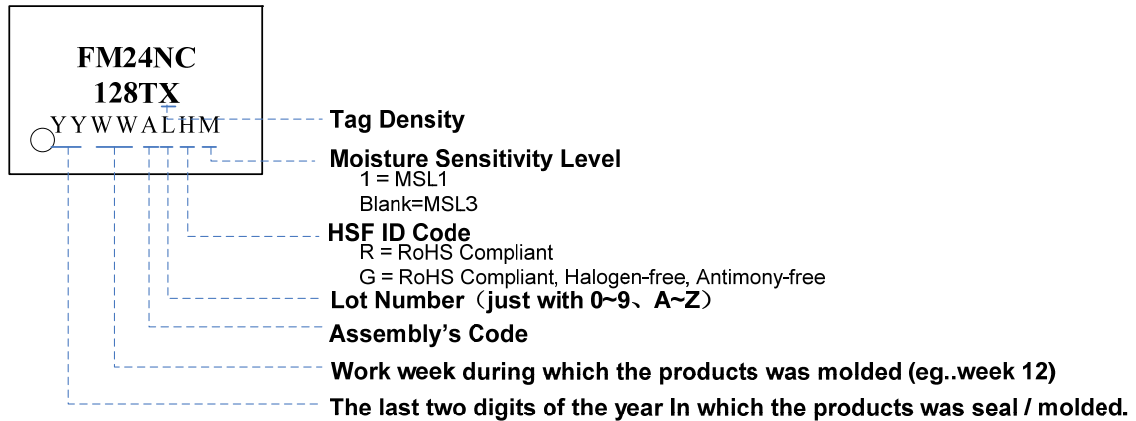 FM24NC
128TX
YYWWALHM
Tag Density
Moisture Sensitivity Level
1 = MSL1
Blank=MSL3
HSF ID Code
R = RoHS Compliant
G = RoHS Compliant, Halogen-free, Antimony-free
Lot Number（just with 0~9、A~Z）
Assembly’s Code
Work week during which the products was molded (eg..week 12)
The last two digits of the year In which the products was seal / molded.